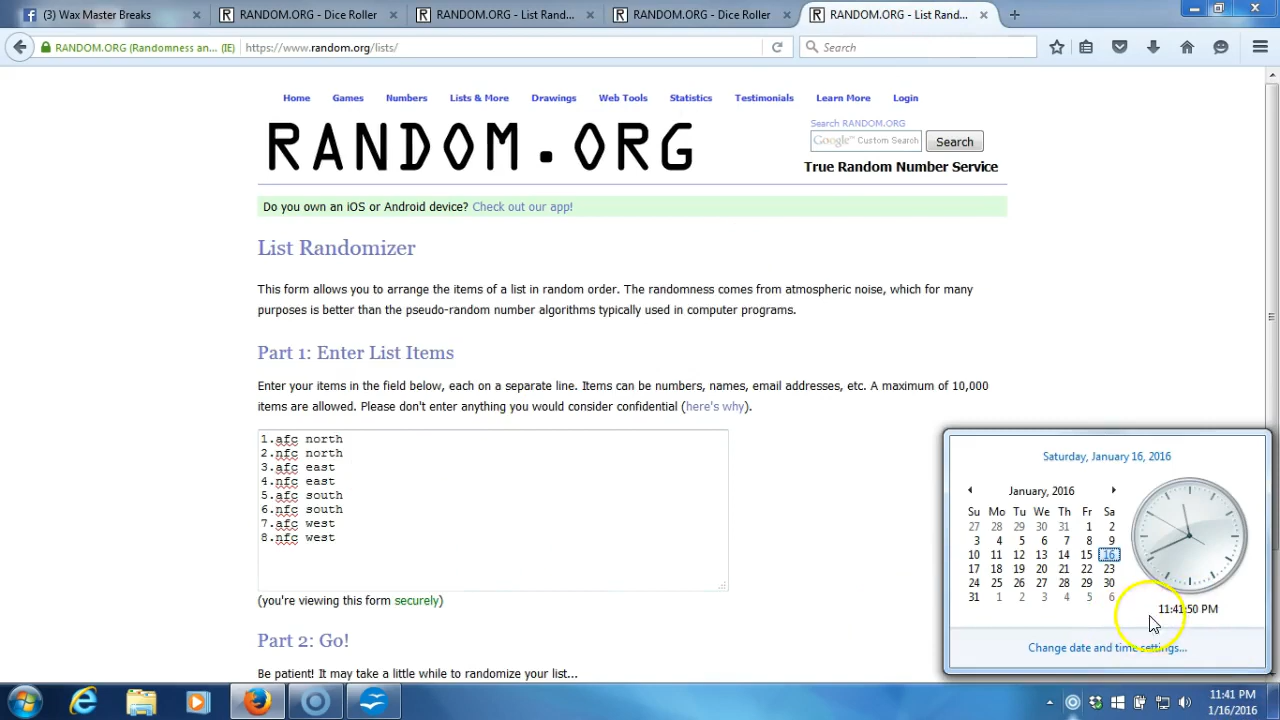 (3) Wax Master Breaks × RANDOM.ORG - Dice Roller × RANDOM.ORG - List Rand... × RANDOM.ORG - Dice Roller × RANDOM.ORG - List Rand... ×
RANDOM.ORG (Randomness an... (IE) https://www.random.org/lists/ Search
Home Games Numbers Lists & More Drawings Web Tools Statistics Testimonials Learn More Login
RANDOM.ORG
Search RANDOM.ORG
Google™ Custom Search Search
True Random Number Service
Do you own an iOS or Android device? Check out our app!
List Randomizer
This form allows you to arrange the items of a list in random order. The randomness comes from atmospheric noise, which for many
purposes is better than the pseudo-random number algorithms typically used in computer programs.
Part 1: Enter List Items
Enter your items in the field below, each on a separate line. Items can be numbers, names, email addresses, etc. A maximum of 10,000
items are allowed. Please don't enter anything you would consider confidential (here's why).
1.afc north
2.nfc north
3.afc east
4.nfc east
5.afc south
6.nfc south
7.afc west
8.nfc west
(you're viewing this form securely)
Part 2: Go!
Be patient! It may take a little while to randomize your list...
Saturday, January 16, 2016
January, 2016
Su Mo Tu We Th Fr Sa
27 28 29 30 31 1 2
3 4 5 6 7 8 9
10 11 12 13 14 15 16
17 18 19 20 21 22 23
24 25 26 27 28 29 30
31 1 2 3 4 5 6
11:41:50 PM
Change date and time settings...
11:41 PM
1/16/2016